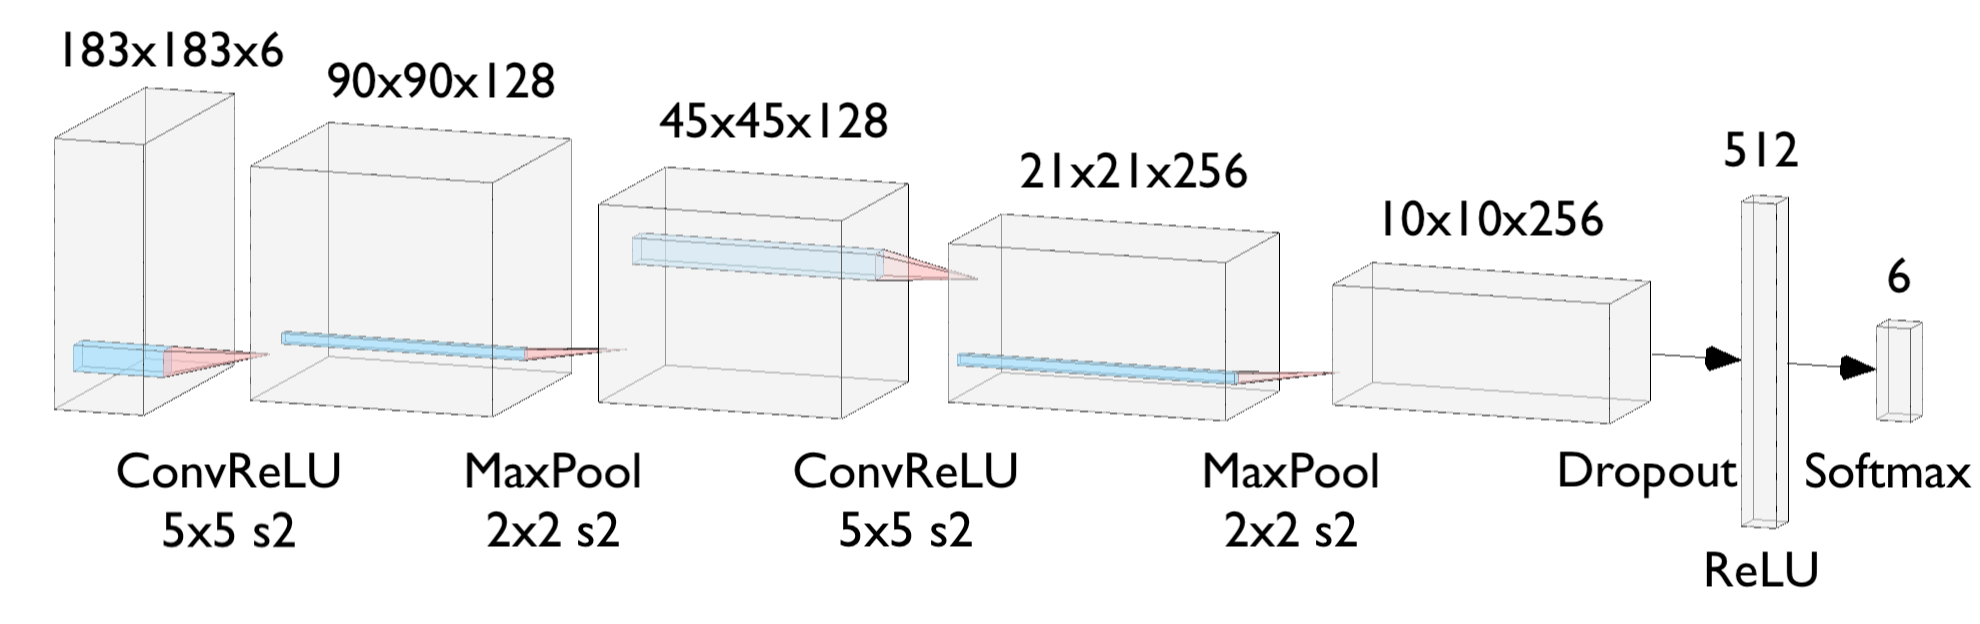 183x183x6
90x90x128
45x45x128
21x21x256
10x10x256
512
6
ConvReLU
5x5 s2
MaxPool
2x2 s2
ConvReLU
5x5 s2
MaxPool
2x2 s2
Dropout
ReLU
Softmax